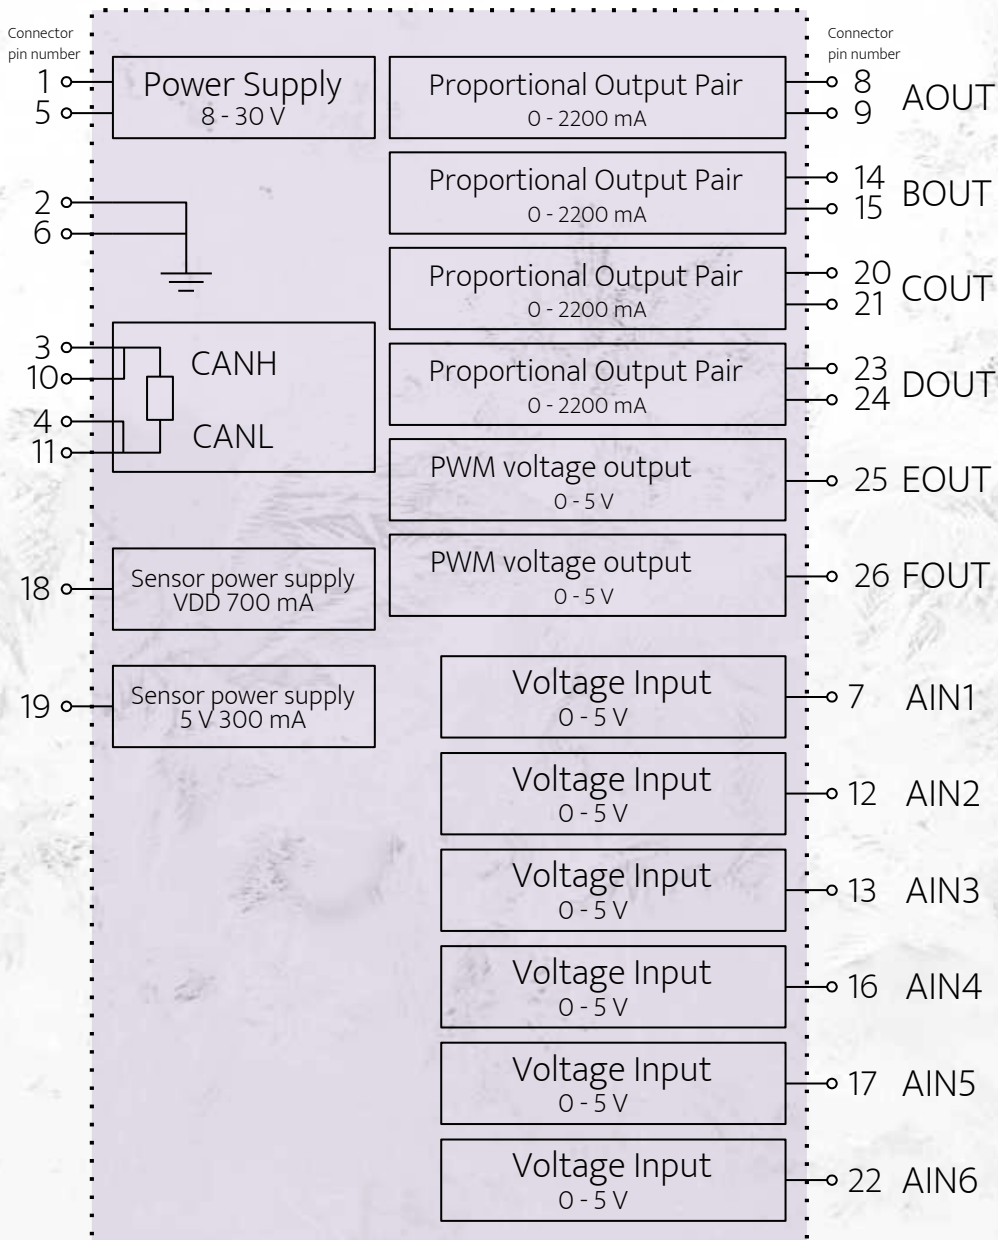 Connector
pin number
1
5
Power Supply
8 - 30 V
2
6
3
10
4
11
CANH
CANL
18
Sensor power supply
VDD 700 mA
19
Sensor power supply
5 V 300 mA
Connector
pin number
Proportional Output Pair
0 - 2200 mA
8
9
AOUT
Proportional Output Pair
0 - 2200 mA
14
15
BOUT
Proportional Output Pair
0 - 2200 mA
20
21
COUT
Proportional Output Pair
0 - 2200 mA
23
24
DOUT
PWM voltage output
0 - 5 V
25 EOUT
PWM voltage output
0 - 5 V
26 FOUT
Voltage Input
0 - 5 V
7 AIN1
Voltage Input
0 - 5 V
12 AIN2
Voltage Input
0 - 5 V
13 AIN3
Voltage Input
0 - 5 V
16 AIN4
Voltage Input
0 - 5 V
17 AIN5
Voltage Input
0 - 5 V
22 AIN6